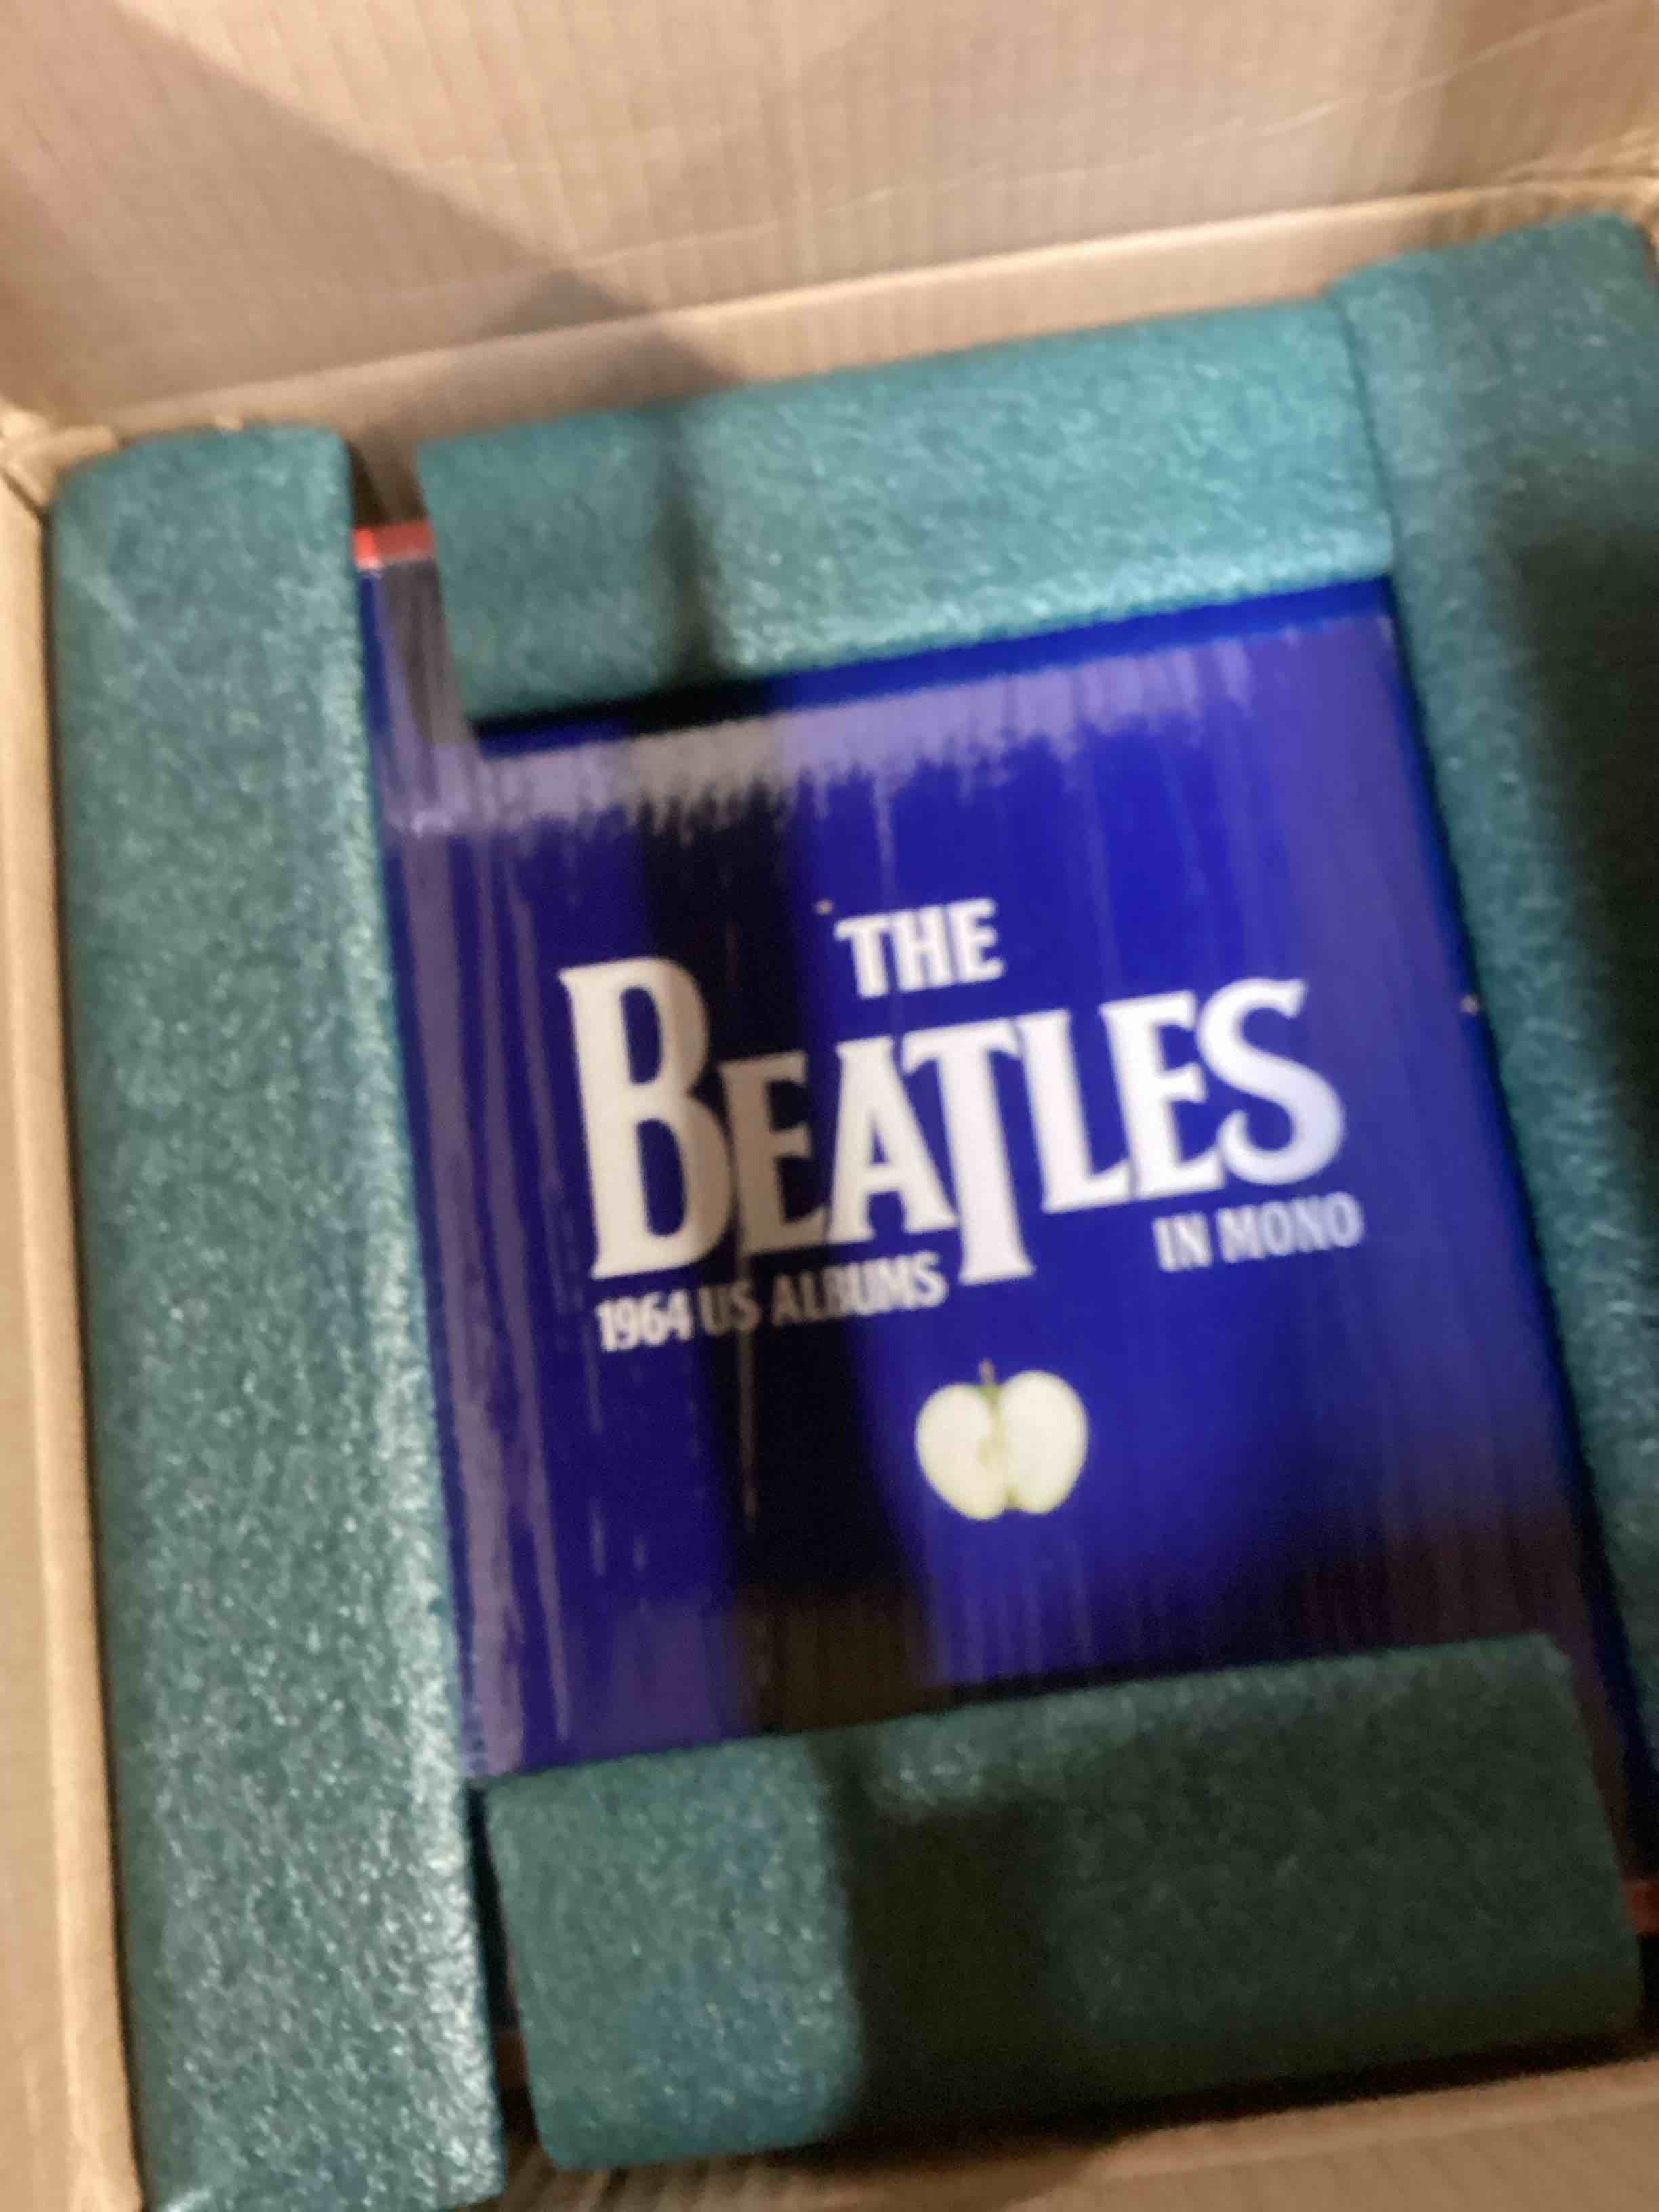 THE
BEATLES
1964 US ALBUMS IN MONO